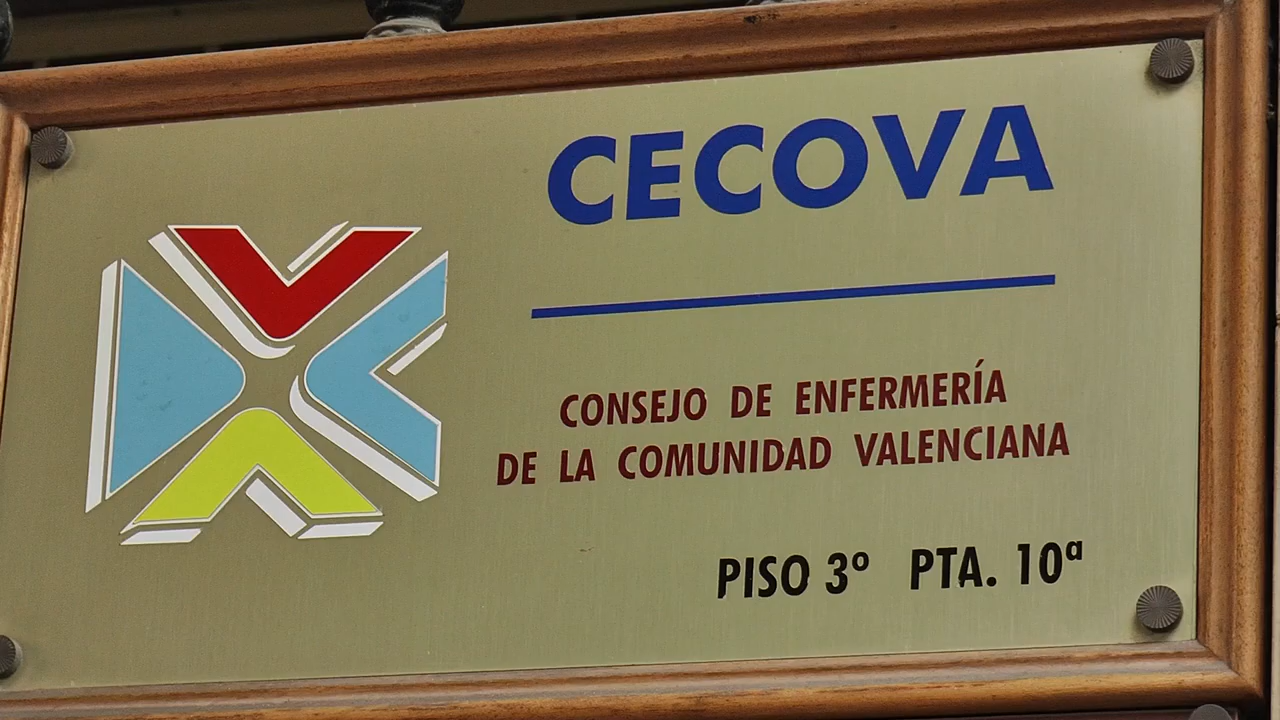 CECOVA
CONSEJO DE ENFERMERÍA
DE LA COMUNIDAD VALENCIANA
PISO 3º PTA. 10ª